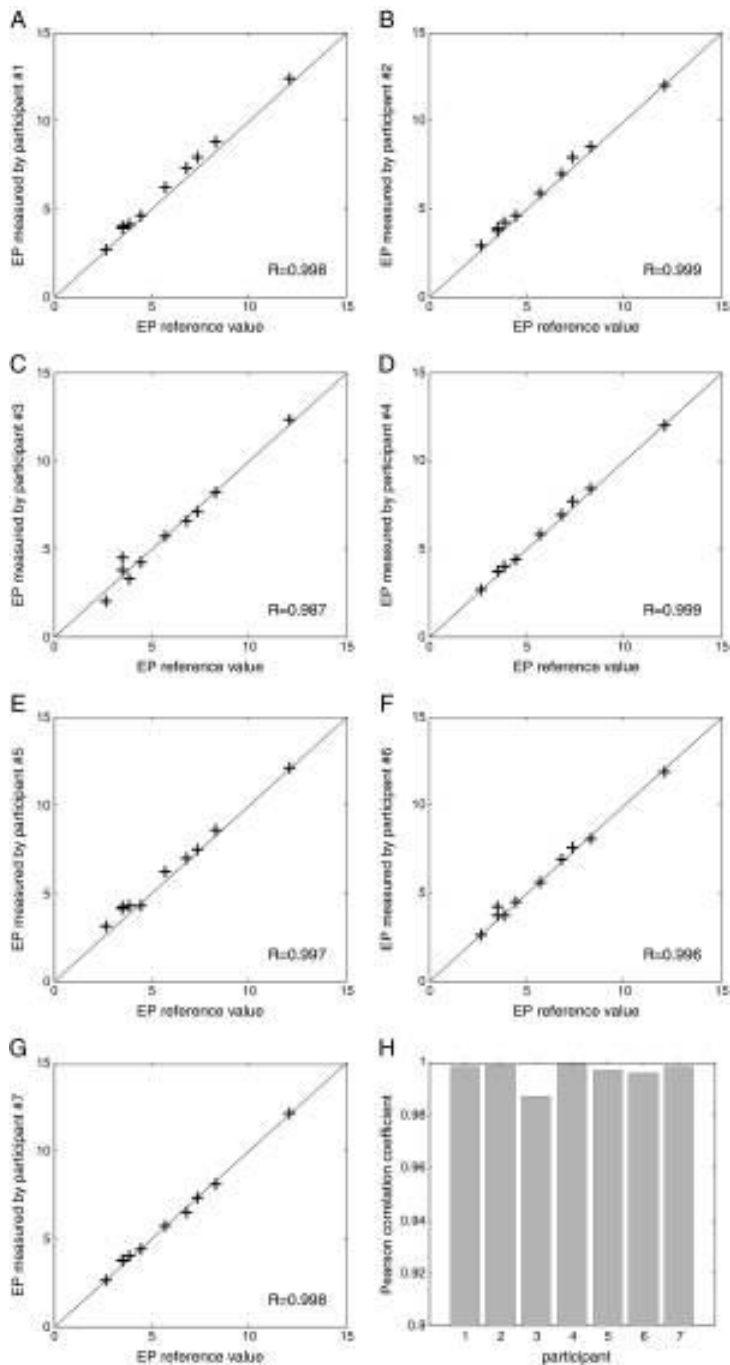 A
15
10
5
0
0 5 10 15
EP measured by participant #1
R=0.998
EP reference value
B
15
10
5
0
0 5 10 15
EP measured by participant #2
R=0.999
EP reference value
C
15
10
5
0
0 5 10 15
EP measured by participant #3
R=0.987
EP reference value
D
15
10
5
0
0 5 10 15
EP measured by participant #4
R=0.999
EP reference value
E
15
10
5
0
0 5 10 15
EP measured by participant #5
R=0.997
EP reference value
F
15
10
5
0
0 5 10 15
EP measured by participant #6
R=0.996
EP reference value
G
15
10
5
0
0 5 10 15
EP measured by participant #7
R=0.998
EP reference value
H
1
0.98
0.96
0.94
0.92
0.9
1 2 3 4 5 6 7
Pearson correlation coefficient
participant